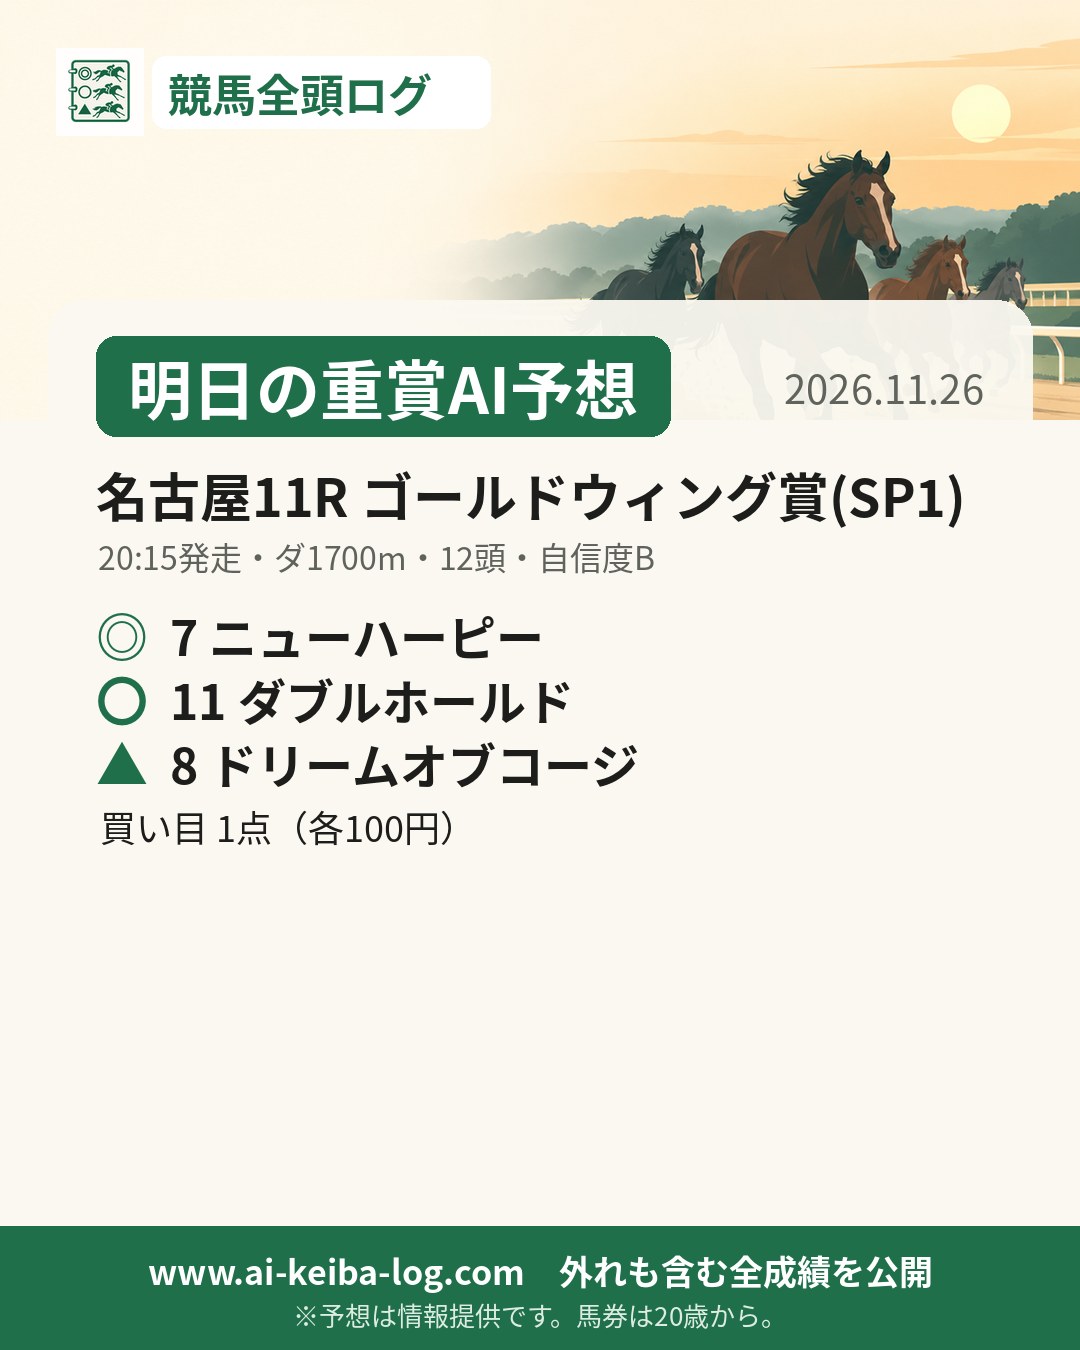 競馬全頭ログ
明日の重賞AI予想
2026.11.26
名古屋11R ゴールドウィング賞(SP1)
20:15発走・ダ1700m・12頭・自信度B
◎ 7 ニューハーピー
○ 11 ダブルホールド
▲ 8 ドリームオブコージ
買い目 1点（各100円）
www.ai-keiba-log.com 外れも含む全成績を公開
※予想は情報提供です。馬券は20歳から。